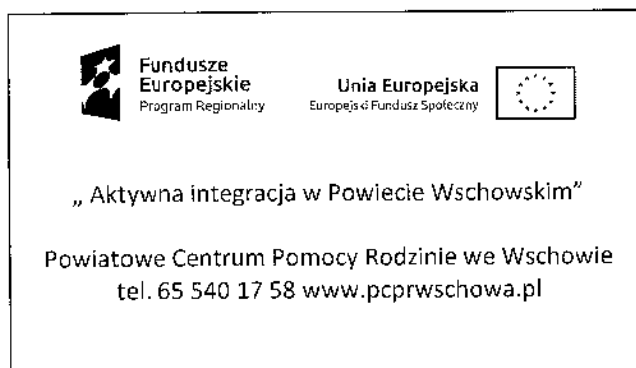 Fundusze
Europejskie
Program Regionalny
Unia Europejska
Europejski Fundusz Społeczny
„ Aktywna integracja w Powiecie Wschowskim”
Powiatowe Centrum Pomocy Rodzinie we Wschowie
tel. 65 540 17 58 www.pcprwschowa.pl